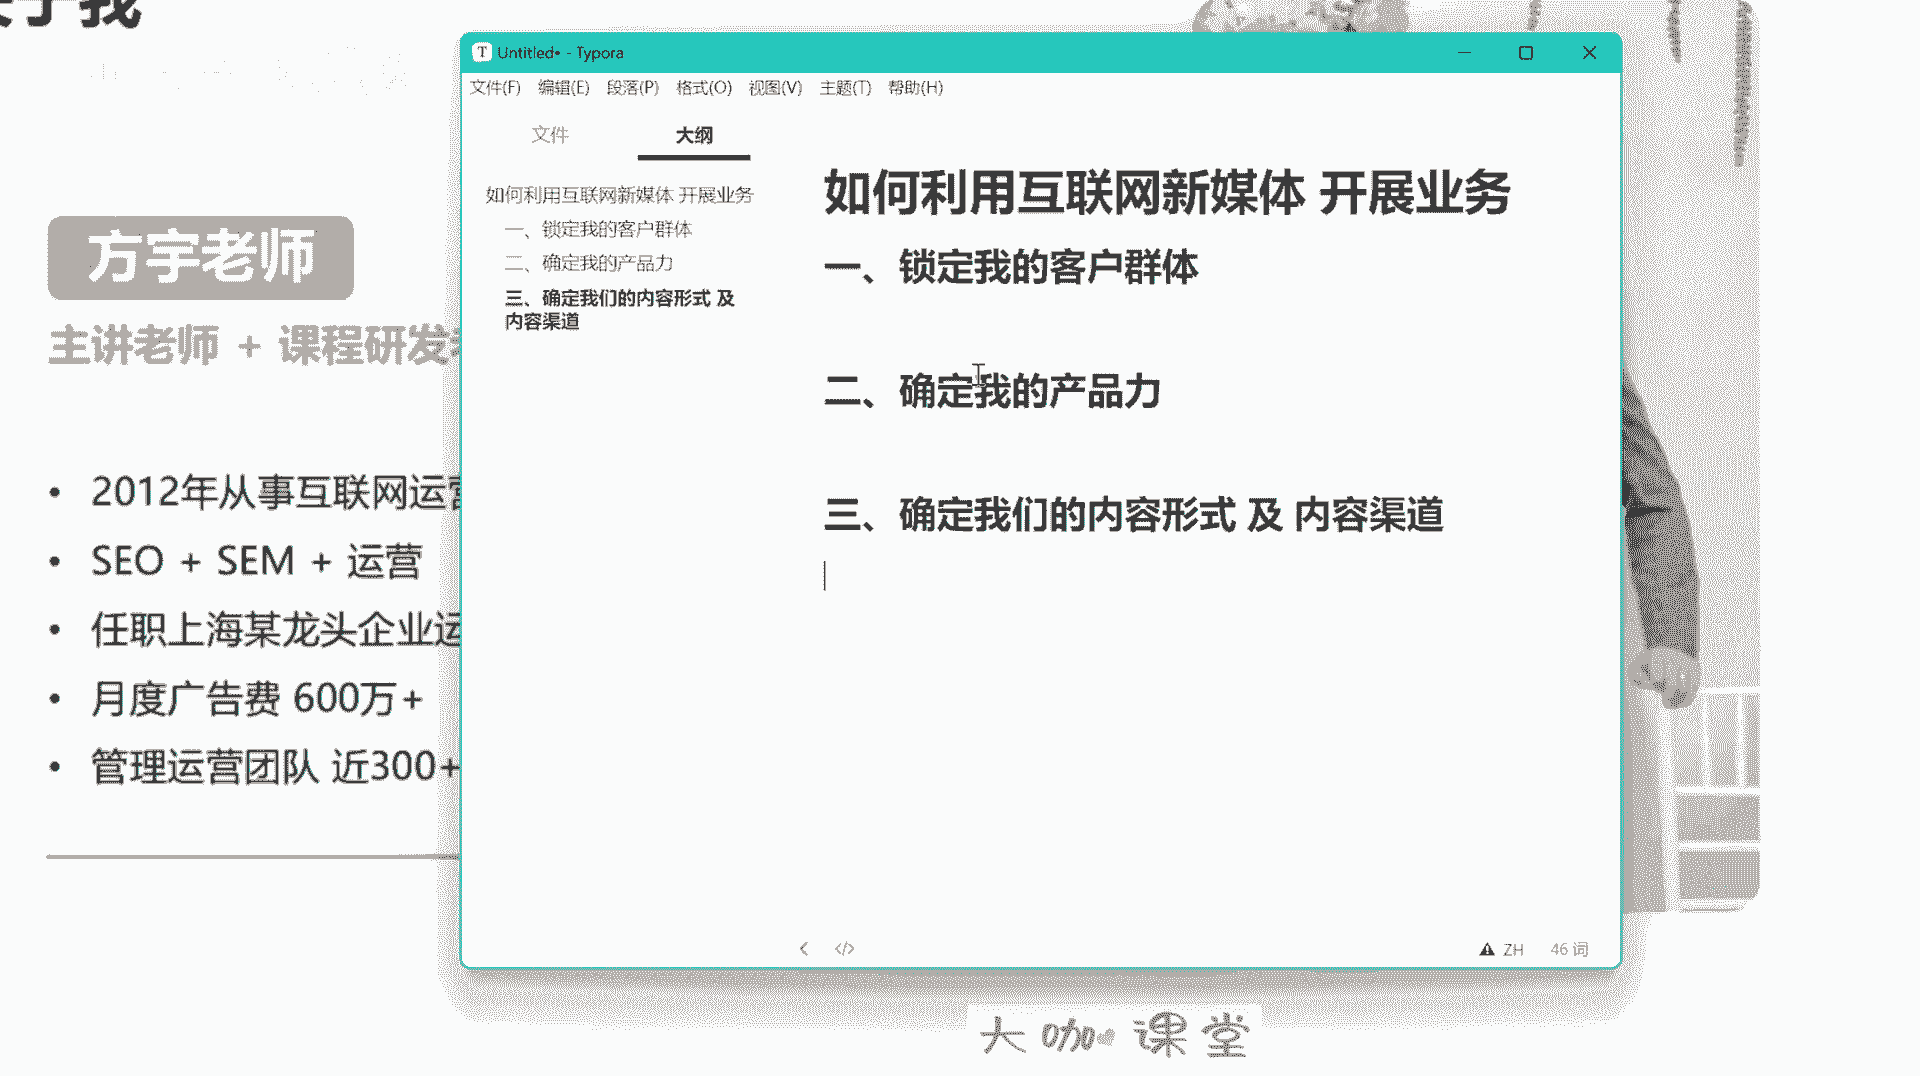 关于我
方宇老师
主讲老师 + 课程研发
• 2012年从事互联网运营
• SEO + SEM + 运营
• 任职上海某龙头企业运
• 月度广告费 600万+
• 管理运营团队 近300+
Untitled• - Typora
文件(F) 编辑(E) 段落(P) 格式(O) 视图(V) 主题(T) 帮助(H)
文件 大纲
如何利用互联网新媒体 开展业务
一、锁定我的客户群体
二、确定我的产品力
三、确定我们的内容形式 及
内容渠道
如何利用互联网新媒体 开展业务
一、锁定我的客户群体
二、确定我的产品力
三、确定我们的内容形式 及 内容渠道
ZH 46 词
大咖课堂